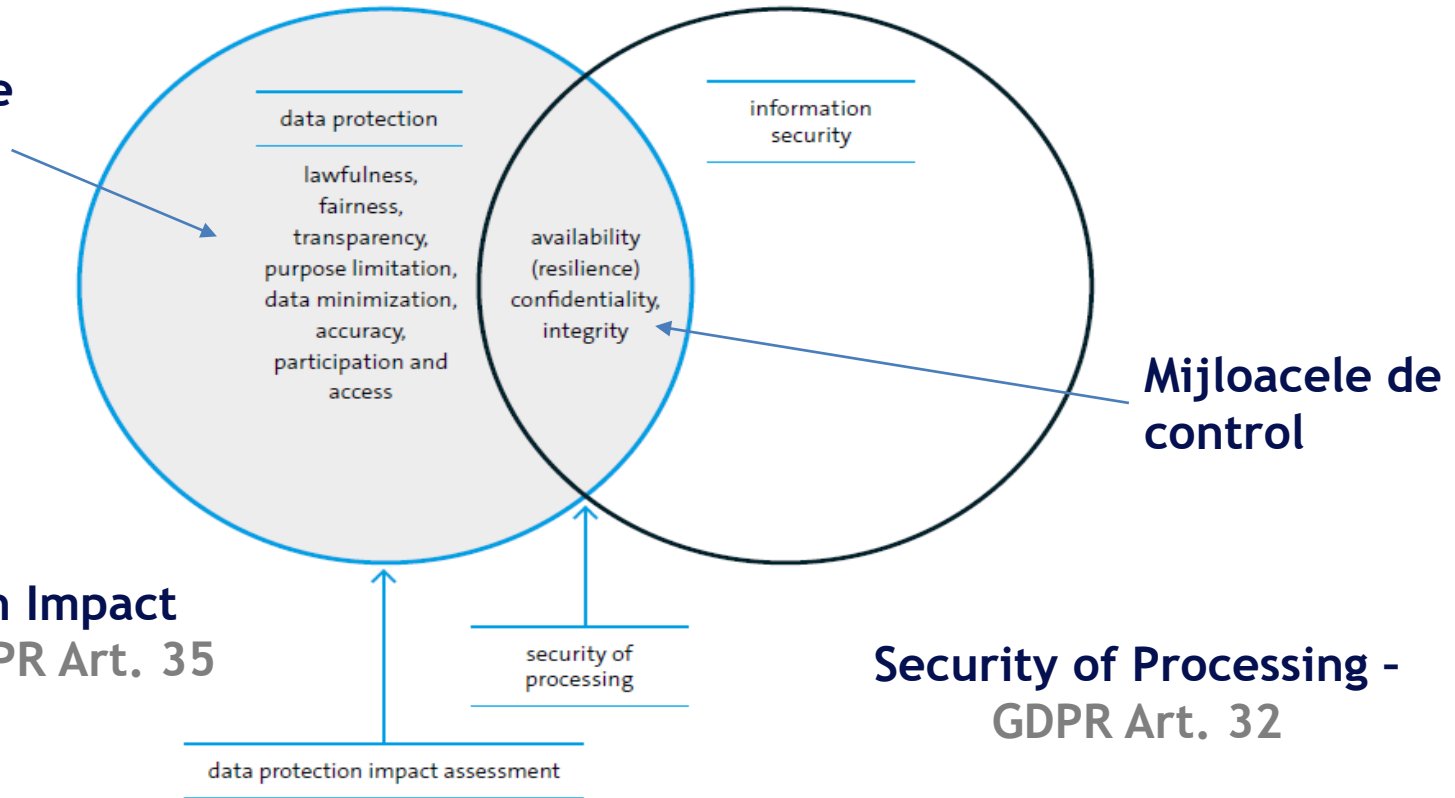 e
data protection
lawfulness,
fairness,
transparency,
purpose limitation,
data minimization,
accuracy,
participation and
access
availability
(resilience)
confidentiality,
integrity
information
security
Mijloacele de
control
n Impact
PR Art. 35
security of
processing
Security of Processing –
GDPR Art. 32
data protection impact assessment